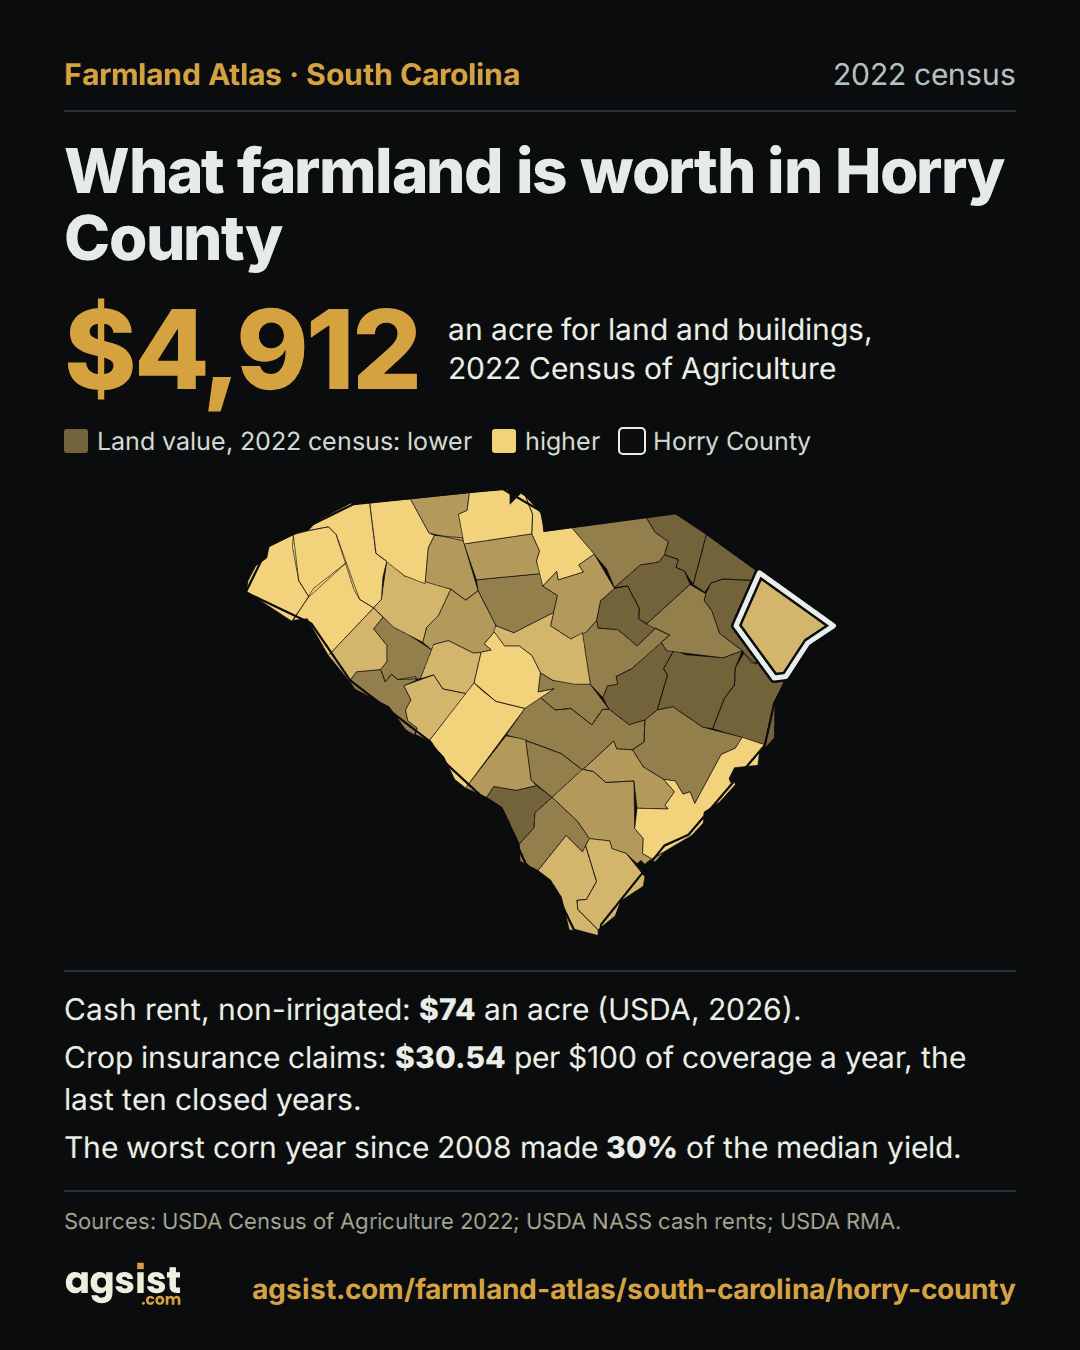 Farmland Atlas · South Carolina
2022 census
What farmland is worth in Horry
County
$4,912
an acre for land and buildings,
2022 Census of Agriculture
Land value, 2022 census: lower
higher
Horry County
Cash rent, non-irrigated: $74 an acre (USDA, 2026).
Crop insurance claims: $30.54 per $100 of coverage a year, the
last ten closed years.
The worst corn year since 2008 made 30% of the median yield.
Sources: USDA Census of Agriculture 2022; USDA NASS cash rents; USDA RMA.
agsist
.com
agsist.com/farmland-atlas/south-carolina/horry-county